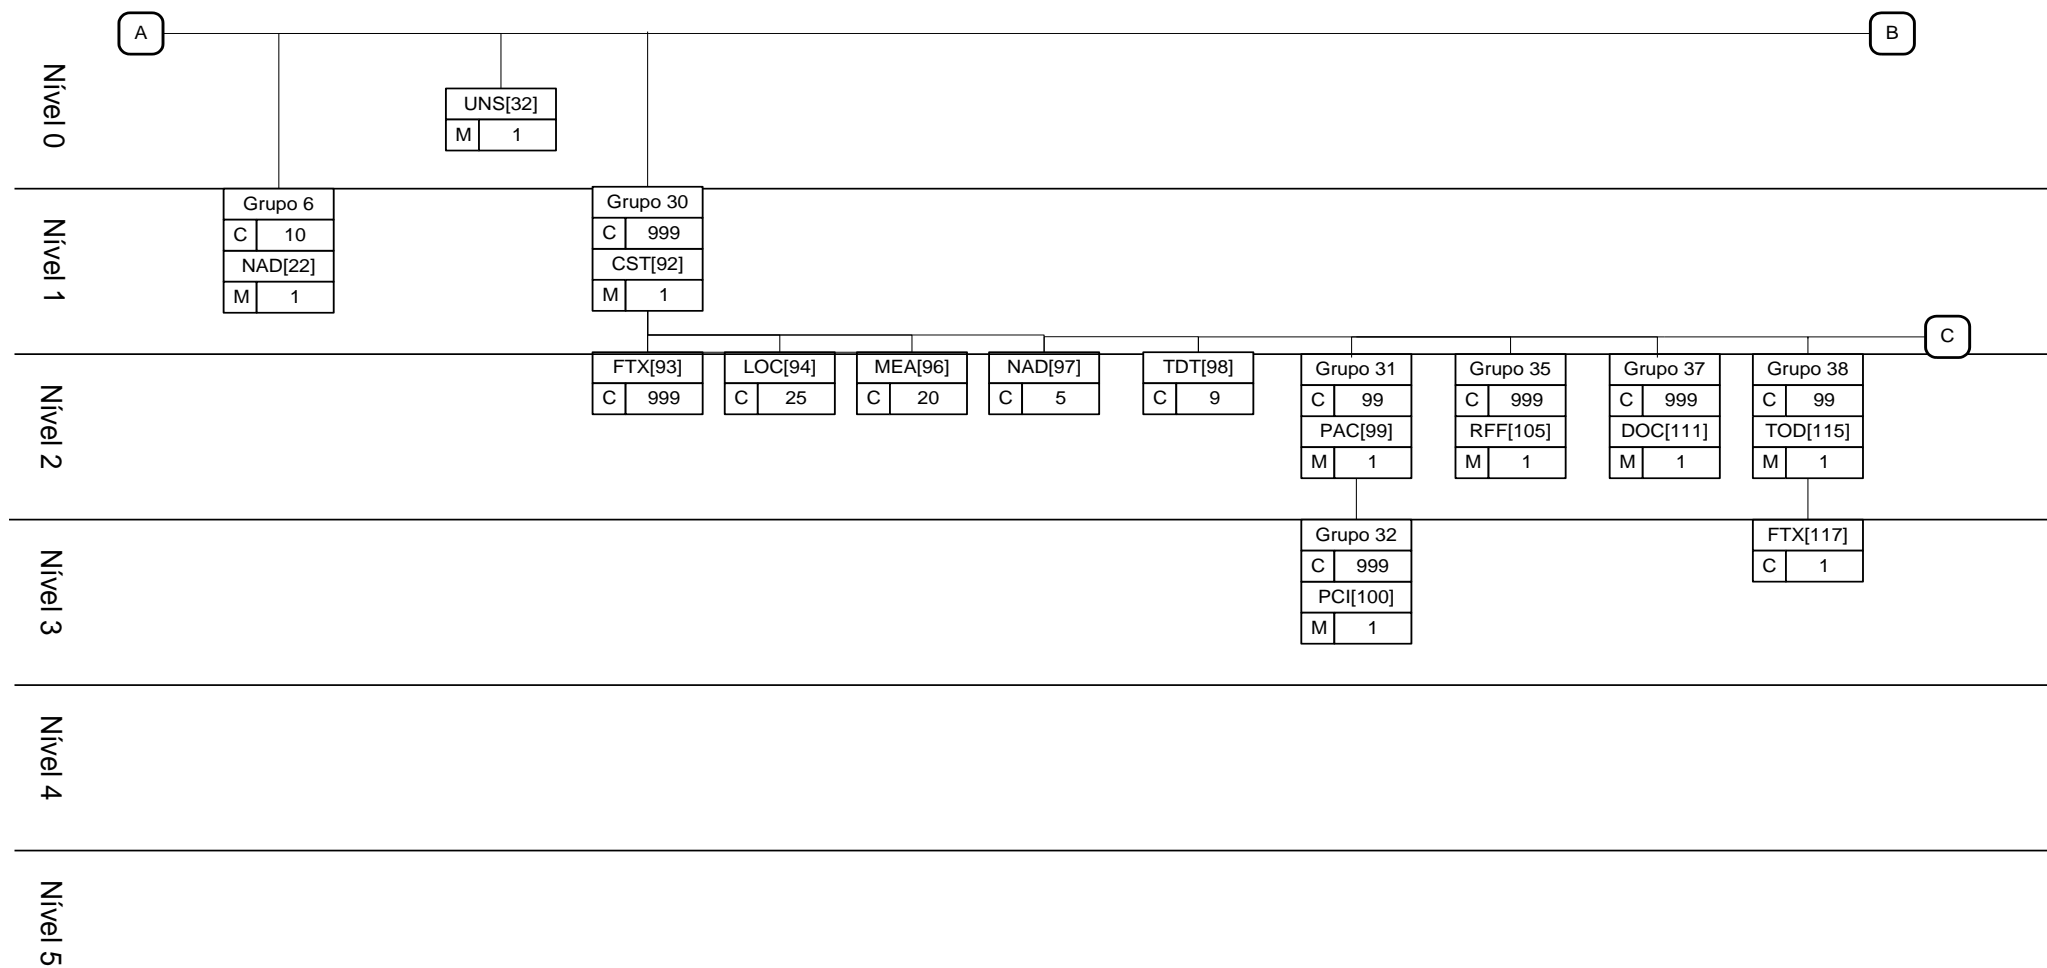 A
B
Nível 0
UNS[32]
M 1
Nível 1
Grupo 6
C 10
NAD[22]
M 1
Grupo 30
C 999
CST[92]
M 1
C
Nível 2
FTX[93]
C 999
LOC[94]
C 25
MEA[96]
C 20
NAD[97]
C 5
TDT[98]
C 9
Grupo 31
C 99
PAC[99]
M 1
Grupo 35
C 999
RFF[105]
M 1
Grupo 37
C 999
DOC[111]
M 1
Grupo 38
C 99
TOD[115]
M 1
Nível 3
Grupo 32
C 999
PCI[100]
M 1
FTX[117]
C 1
Nível 4
Nível 5